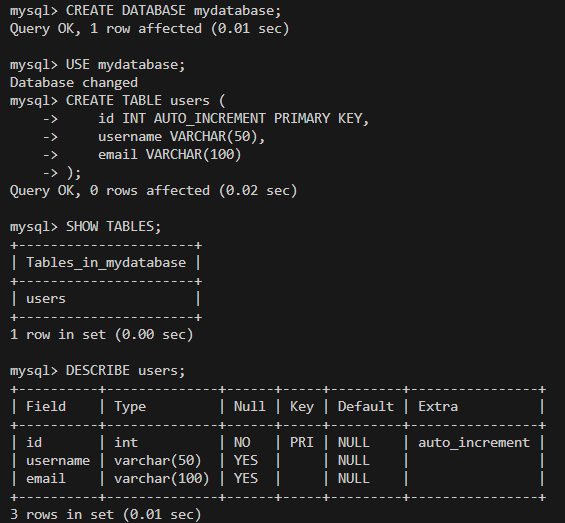 mysql> CREATE DATABASE mydatabase;
Query OK, 1 row affected (0.01 sec)

mysql> USE mydatabase;
Database changed
mysql> CREATE TABLE users (
    ->     id INT AUTO_INCREMENT PRIMARY KEY,
    ->     username VARCHAR(50),
    ->     email VARCHAR(100)
    -> );
Query OK, 0 rows affected (0.02 sec)

mysql> SHOW TABLES;
+----------------------+
| Tables_in_mydatabase |
+----------------------+
| users                |
+----------------------+
1 row in set (0.00 sec)

mysql> DESCRIBE users;
+----------+--------------+------+-----+---------+----------------+
| Field    | Type         | Null | Key | Default | Extra          |
+----------+--------------+------+-----+---------+----------------+
| id       | int          | NO   | PRI | NULL    | auto_increment |
| username | varchar(50)  | YES  |     | NULL    |                |
| email    | varchar(100) | YES  |     | NULL    |                |
+----------+--------------+------+-----+---------+----------------+
3 rows in set (0.01 sec)